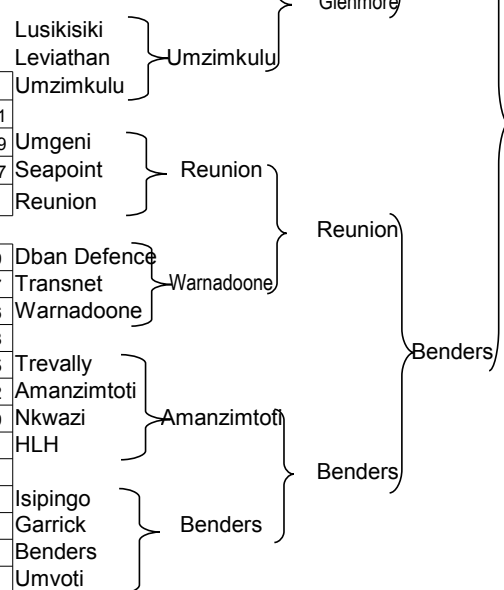 Glenmore
Lusikisiki
Leviathan Umzimkulu
Umzimkulu
Umgeni
Seapoint Reunion
Reunion
Reunion
Dban Defence
Transnet Warnadoone
Warnadoone
Benders
Trevally
Amanzimtoti
Nkwazi Amanzimtoti
HLH
Benders
Isipingo
Garrick Benders
Benders
Umvoti